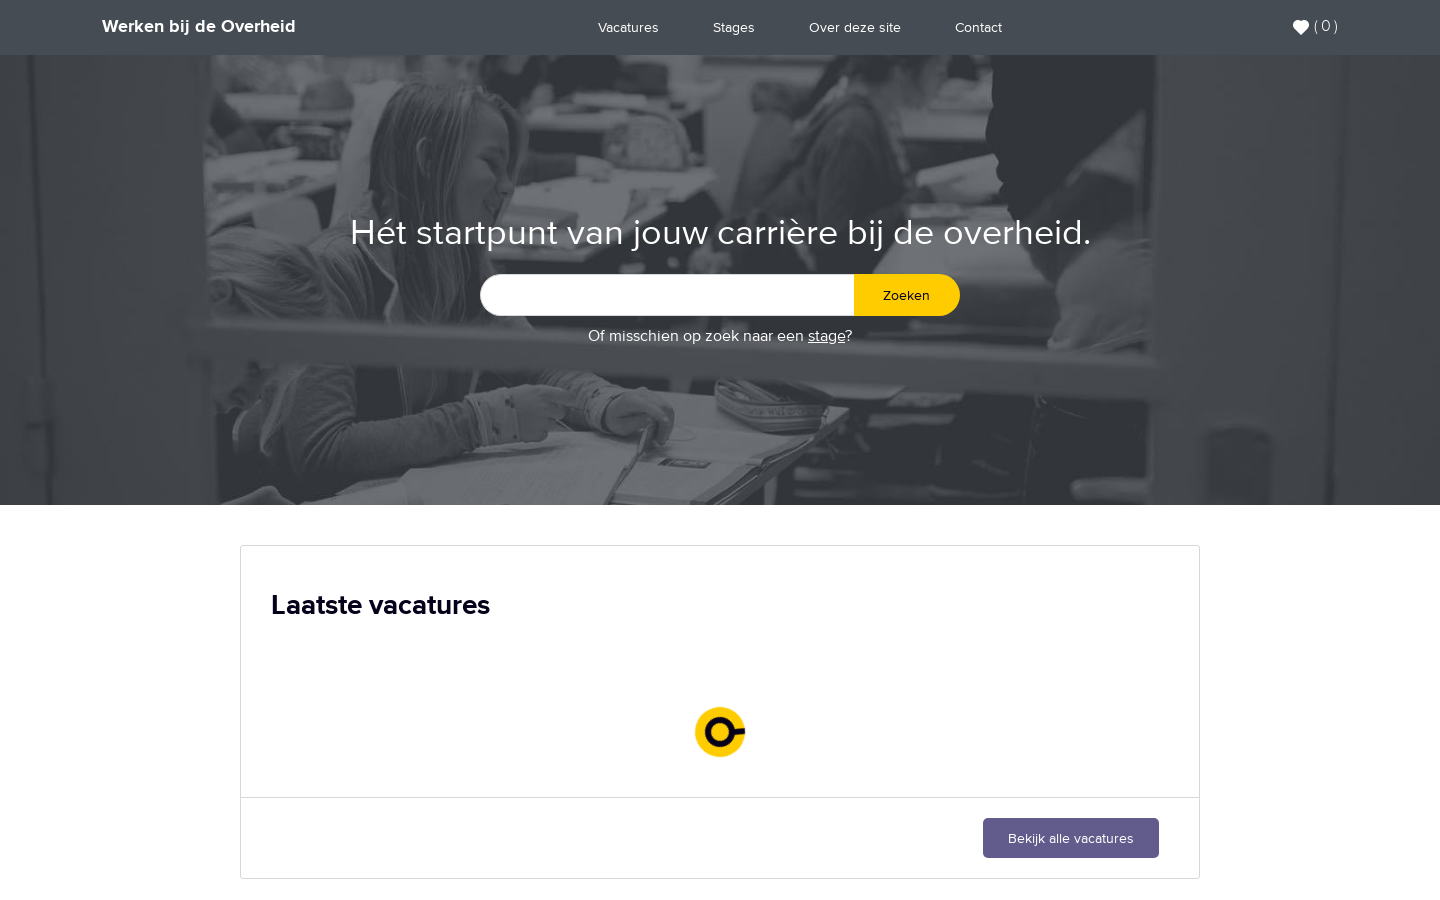 Werken bij de Overheid
Vacatures
Stages
Over deze site
Contact
( 0 )
Hét startpunt van jouw carrière bij de overheid.
Zoeken
Of misschien op zoek naar een stage?
Laatste vacatures
Bekijk alle vacatures